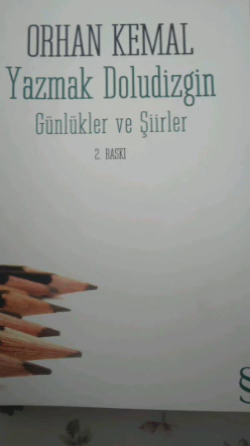 ORHAN KEMAL
Yazmak Doludizgin
Günlükler ve Şiirler
2. BASKI